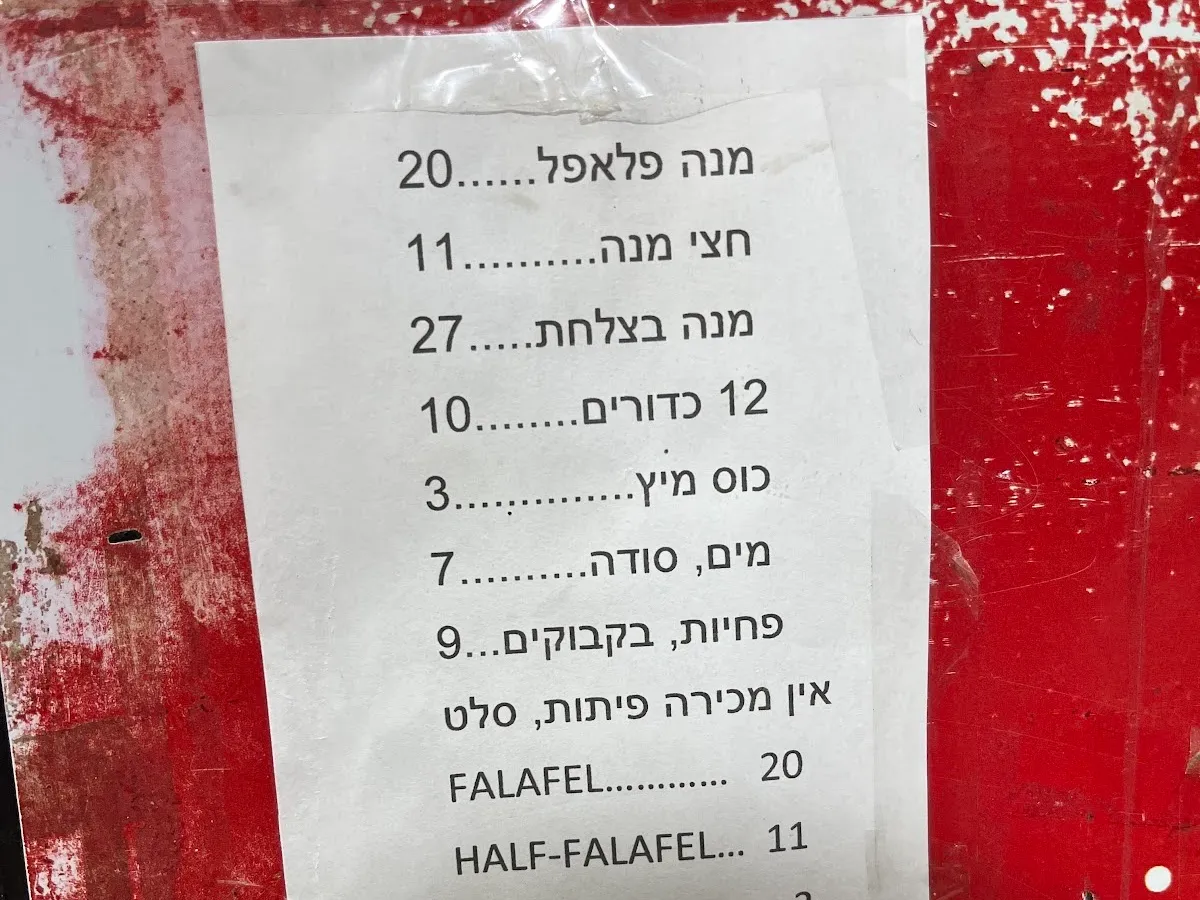 מנה פלאפל......20
חצי מנה..........11
מנה בצלחת.....27
12 כדורים........10
כוס מיץ..............3
מים, סודה..........7
פחיות, בקבוקים...9
אין מכירה פיתות, סלט
FALAFEL............ 20
HALF-FALAFEL... 11